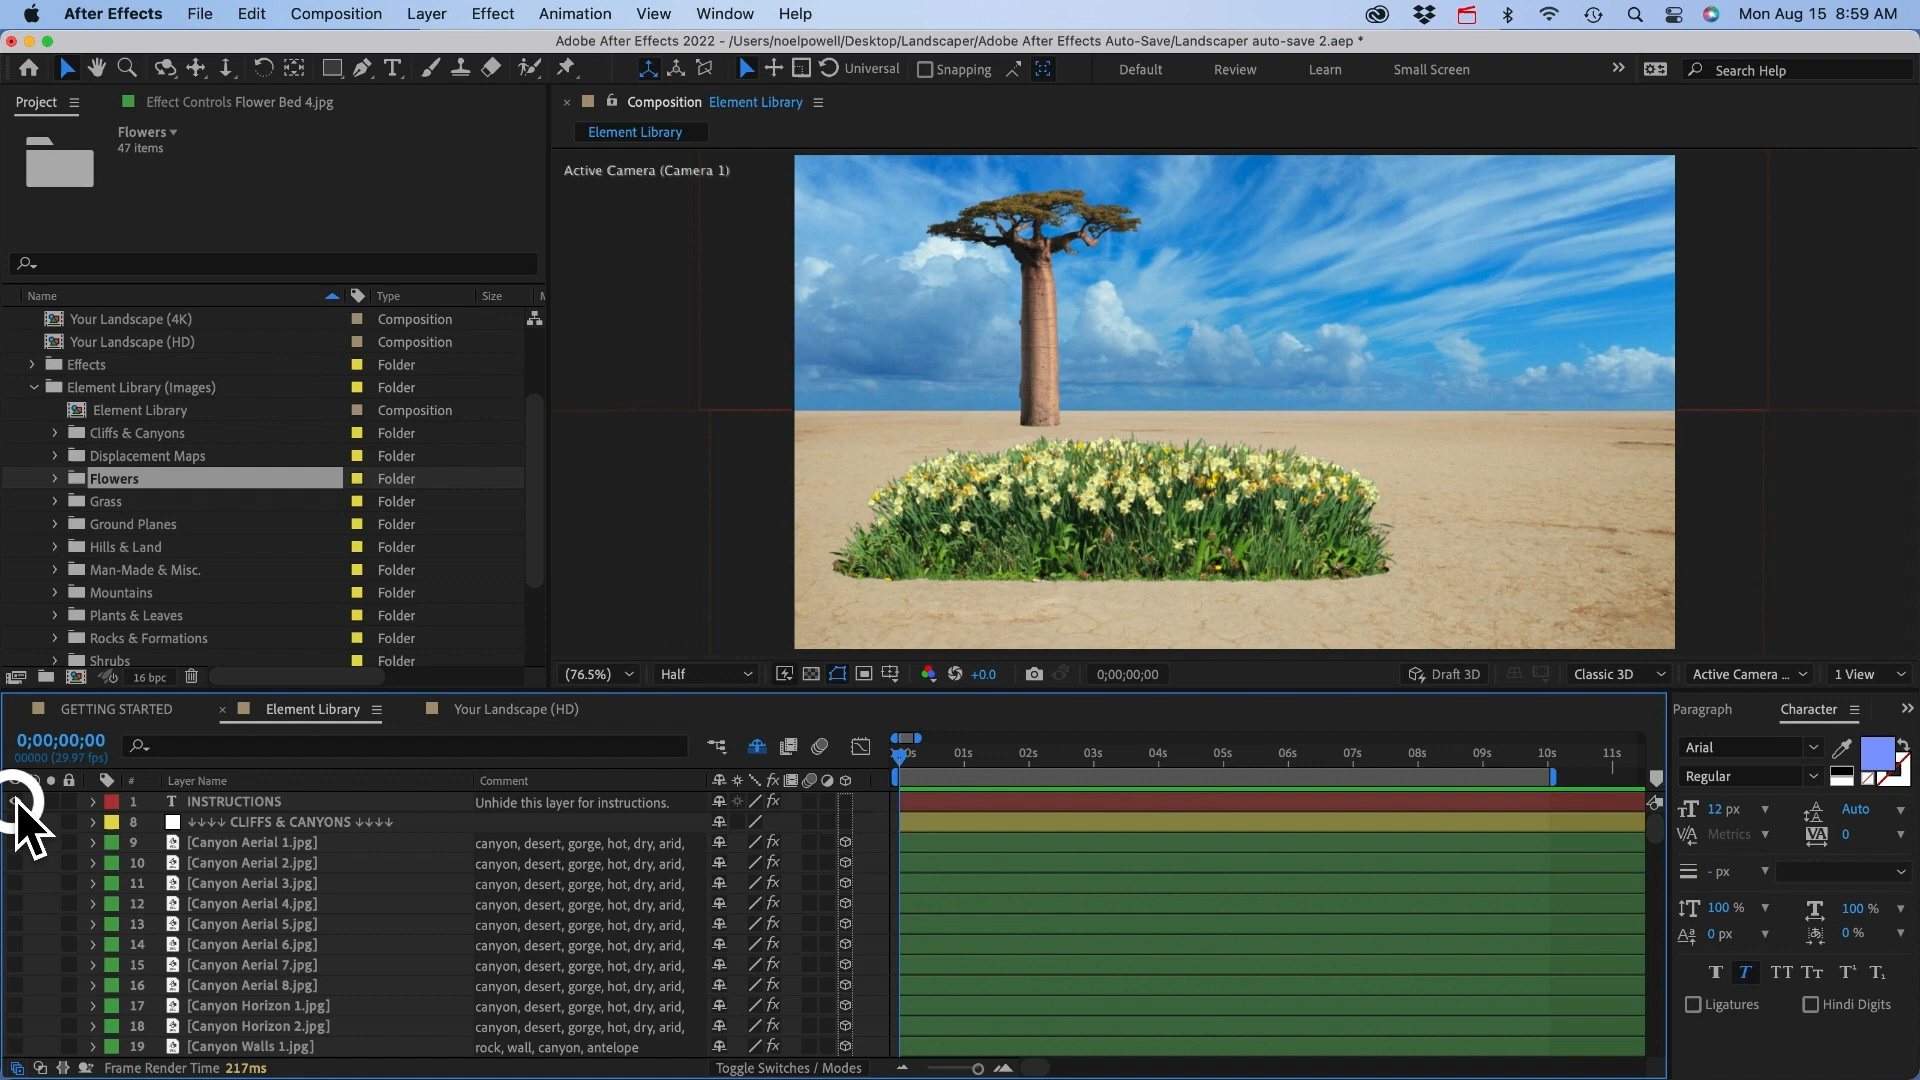 After Effects File Edit Composition Layer Effect Animation View Window Help Mon Aug 15 8:59 AM
Adobe After Effects 2022 - /Users/noelpowell/Desktop/Landscaper/Adobe After Effects Auto-Save/Landscaper auto-save 2.aep *
Universal Snapping Default Review Learn Small Screen Search Help
Project Effect Controls Flower Bed 4.jpg
Composition Element Library
Flowers
47 items
Element Library
Active Camera (Camera 1)
Name Type Size
Your Landscape (4K) Composition
Your Landscape (HD) Composition
Effects Folder
Element Library (Images) Folder
Element Library Composition
Cliffs & Canyons Folder
Displacement Maps Folder
Flowers Folder
Grass Folder
Ground Planes Folder
Hills & Land Folder
Man-Made & Misc. Folder
Mountains Folder
Plants & Leaves Folder
Rocks & Formations Folder
Shrubs Folder
16 bpc
(76.5%) Half +0.0 0;00;00;00 Draft 3D Classic 3D Active Camera ... 1 View
GETTING STARTED Element Library Your Landscape (HD)
0;00;00;00
00000 (29.97 fps)
01s 02s 03s 04s 05s 06s 07s 08s 09s 10s 11s
# Layer Name Comment
1 INSTRUCTIONS Unhide this layer for instructions.
8 ↓↓↓↓ CLIFFS & CANYONS ↓↓↓↓
9 [Canyon Aerial 1.jpg] canyon, desert, gorge, hot, dry, arid,
10 [Canyon Aerial 2.jpg] canyon, desert, gorge, hot, dry, arid,
11 [Canyon Aerial 3.jpg] canyon, desert, gorge, hot, dry, arid,
12 [Canyon Aerial 4.jpg] canyon, desert, gorge, hot, dry, arid,
13 [Canyon Aerial 5.jpg] canyon, desert, gorge, hot, dry, arid,
14 [Canyon Aerial 6.jpg] canyon, desert, gorge, hot, dry, arid,
15 [Canyon Aerial 7.jpg] canyon, desert, gorge, hot, dry, arid,
16 [Canyon Aerial 8.jpg] canyon, desert, gorge, hot, dry, arid,
17 [Canyon Horizon 1.jpg] canyon, desert, gorge, hot, dry, arid,
18 [Canyon Horizon 2.jpg] canyon, desert, gorge, hot, dry, arid,
19 [Canyon Walls 1.jpg] rock, wall, canyon, antelope
Frame Render Time 217ms Toggle Switches / Modes
Paragraph Character
Arial
Regular
12 px Auto
Metrics 0
- px
100 % 100 %
0 px 0 %
T T TT Tт T¹ T₁
Ligatures Hindi Digits